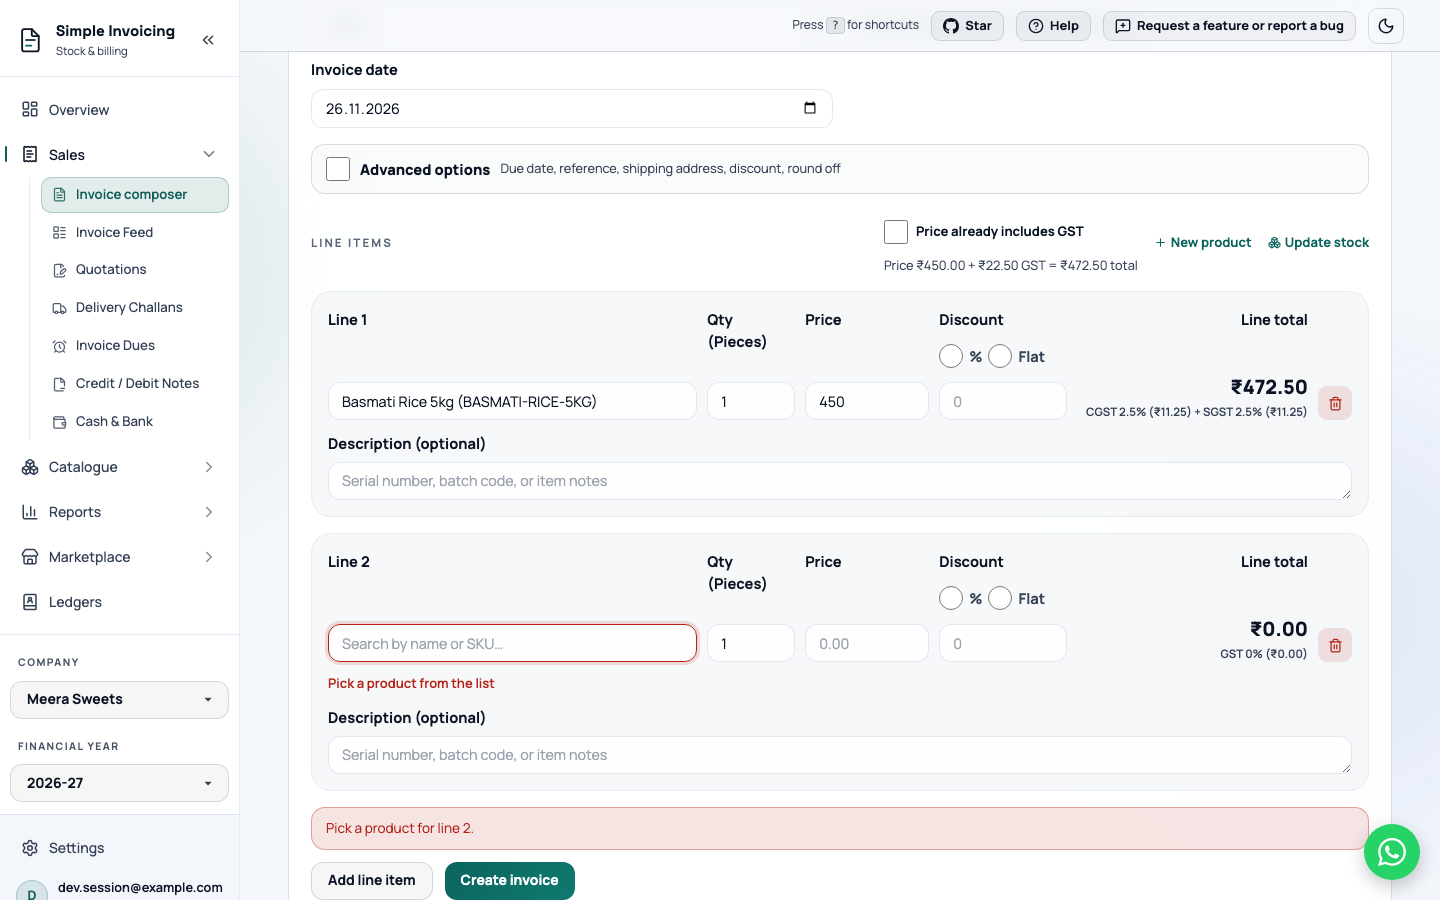 Simple Invoicing
Stock & billing
Press ? for shortcuts
Star
Help
Request a feature or report a bug
Overview
Sales
Invoice composer
Invoice Feed
Quotations
Delivery Challans
Invoice Dues
Credit / Debit Notes
Cash & Bank
Catalogue
Reports
Marketplace
Ledgers
COMPANY
Meera Sweets
FINANCIAL YEAR
2026-27
Settings
D
dev.session@example.com
Invoice date
26.11.2026
Advanced options Due date, reference, shipping address, discount, round off
LINE ITEMS
Price already includes GST
Price ₹450.00 + ₹22.50 GST = ₹472.50 total
New product
Update stock
Line 1
Qty
(Pieces)
Price
Discount
% Flat
Line total
Basmati Rice 5kg (BASMATI-RICE-5KG)
1
450
0
₹472.50
CGST 2.5% (₹11.25) + SGST 2.5% (₹11.25)
Description (optional)
Serial number, batch code, or item notes
Line 2
Qty
(Pieces)
Price
Discount
% Flat
Line total
Search by name or SKU...
1
0.00
0
₹0.00
GST 0% (₹0.00)
Pick a product from the list
Description (optional)
Serial number, batch code, or item notes
Pick a product for line 2.
Add line item
Create invoice